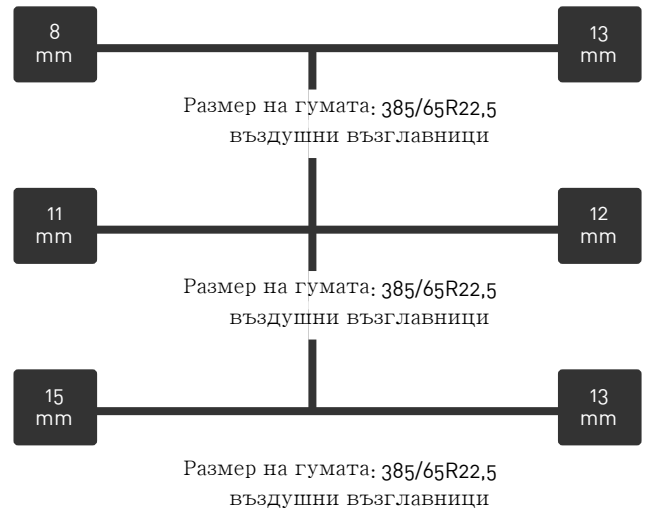 8
mm
13
mm
Размер на гумата: 385/65R22,5
въздушни възглавници
11
mm
12
mm
Размер на гумата: 385/65R22,5
въздушни възглавници
15
mm
13
mm
Размер на гумата: 385/65R22,5
въздушни възглавници